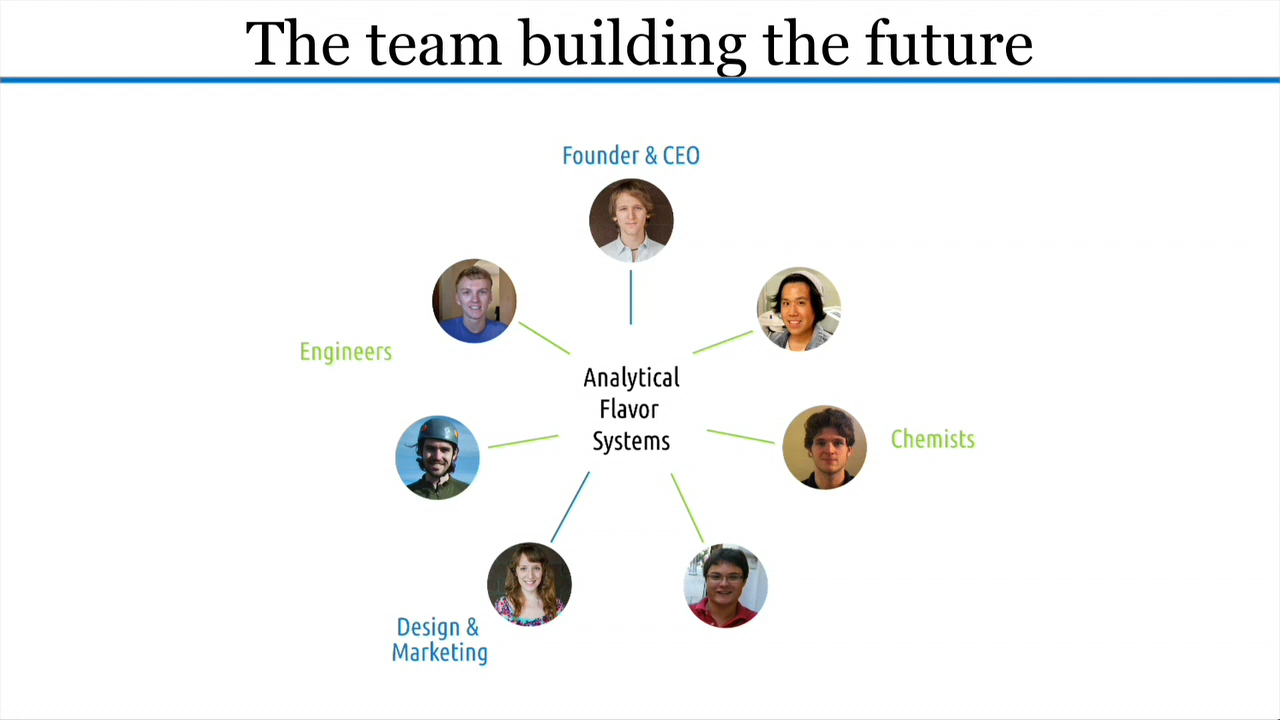 The team building the future
Founder & CEO
Engineers
Analytical
Flavor
Systems
Chemists
Design &
Marketing